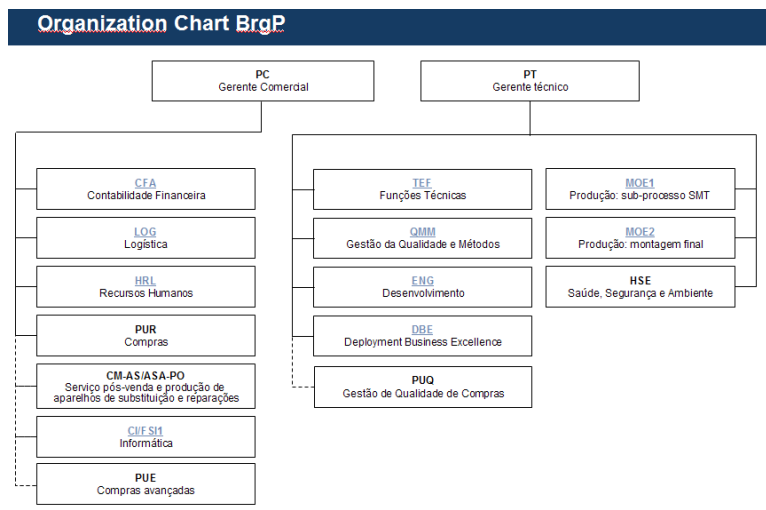 Organization Chart BrgP
PC
Gerente Comercial
PT
Gerente técnico
CFA
Contabilidade Financeira
LOG
Logística
HRL
Recursos Humanos
PUR
Compras
CM-AS/ASA-PO
Serviço pós-venda e produção de
aparelhos de substituição e reparações
CI/FSI1
Informática
PUE
Compras avançadas
TEF
Funções Técnicas
QMM
Gestão da Qualidade e Métodos
ENG
Desenvolvimento
DBE
Deployment Business Excellence
PUQ
Gestão de Qualidade de Compras
MOE1
Produção: sub-processo SMT
MOE2
Produção: montagem final
HSE
Saúde, Segurança e Ambiente